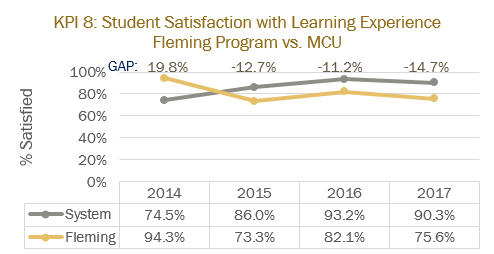 KPI 8: Student Satisfaction with Learning Experience
Fleming Program vs. MCU
GAP: 19.8% -12.7% -11.2% -14.7%
100%
80%
60%
40%
20%
0%
% Satisfied
2014 2015 2016 2017
System 74.5% 86.0% 93.2% 90.3%
Fleming 94.3% 73.3% 82.1% 75.6%